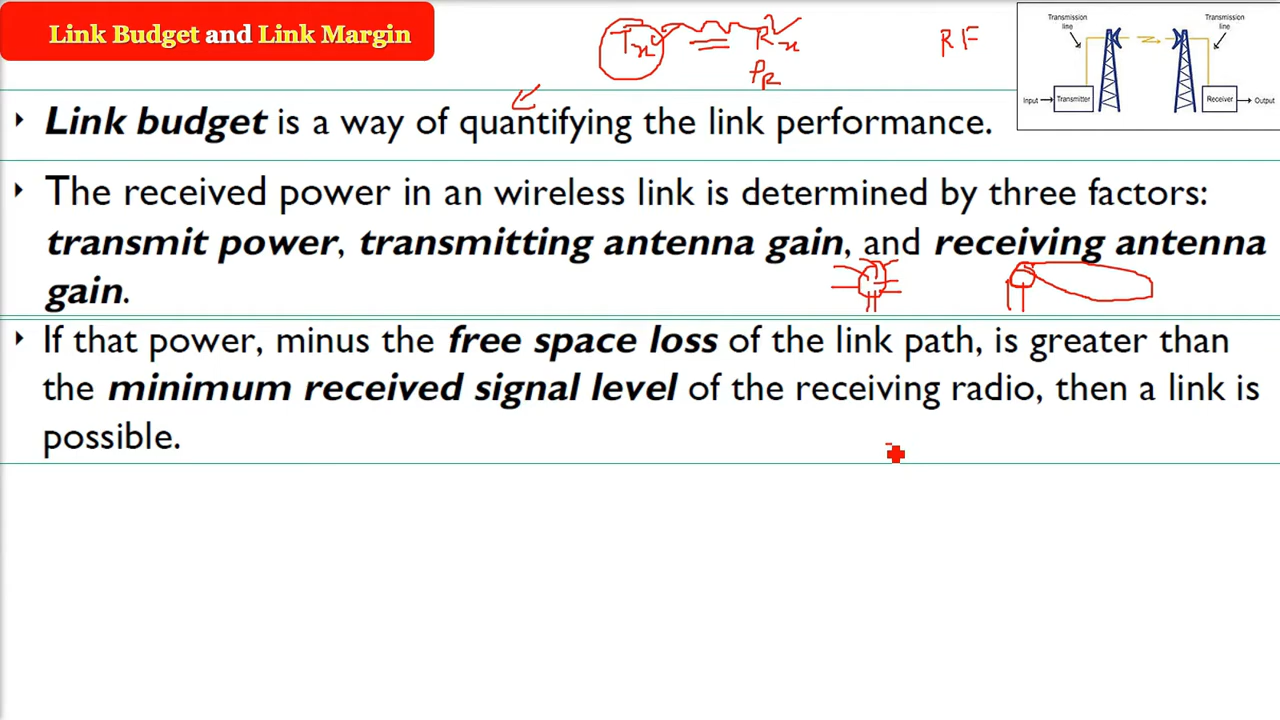 Link Budget and Link Margin
Tx Rx
PR
RF
Transmission line
Transmission line
Input
Transmitter
Receiver
Output
Link budget is a way of quantifying the link performance.
The received power in an wireless link is determined by three factors:
transmit power, transmitting antenna gain, and receiving antenna
gain.
If that power, minus the free space loss of the link path, is greater than
the minimum received signal level of the receiving radio, then a link is
possible.